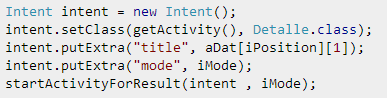 Intent intent = new Intent();
intent.setClass(getActivity(), Detalle.class);
intent.putExtra("title", aDat[iPosition][1]);
intent.putExtra("mode", iMode);
startActivityForResult(intent , iMode);